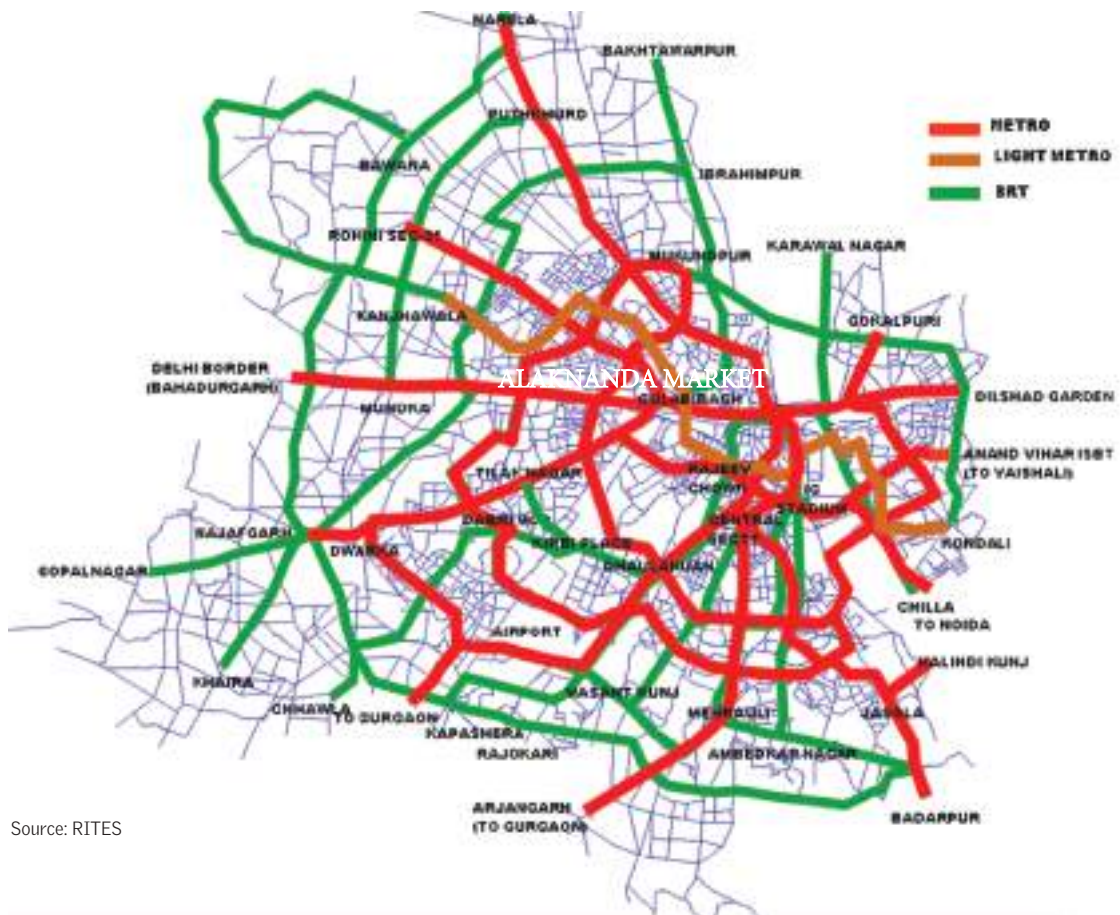 NARELA
BAKHTAWARPUR
PUTHKHURD
METRO
LIGHT METRO
BRT
BAWANA
IBRAHIMPUR
ROHINI
KARAWAL NAGAR
MUKUNDPUR
KANJHAWALA
GOKALPURI
DELHI BORDER
(BAHADURGARH)
ALAKNANDA MARKET
MUNDKA
GULABIBAGH
DILSHAD GARDEN
ANAND VIHAR ISBT
(TO VAISHALI)
TILAK NAGAR
RAJEEV
CHOWK
IG
STADIUM
DABRI MOR
CENTRAL
SECTT
NAJAFGARH
DWARKA
KIRBI PLACE
DHAULAKUAN
KONDALI
GOPALNAGAR
CHILLA
TO NOIDA
AIRPORT
KALINDI KUNJ
KHAIRA
VASANT KUNJ
CHHAWLA
TO GURGAON
MEHRAULI
JASOLA
KAPASHERA
RAJOKARI
AMBEDKAR NAGAR
ARJANGARH
(TO GURGAON)
BADARPUR
Source: RITES